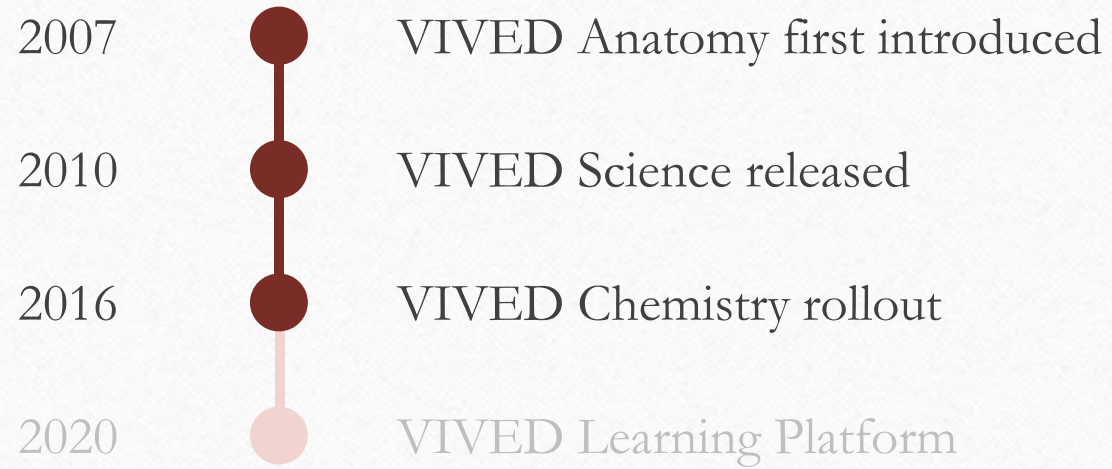 2007 VIVED Anatomy first introduced
2010 VIVED Science released
2016 VIVED Chemistry rollout
2020 VIVED Learning Platform